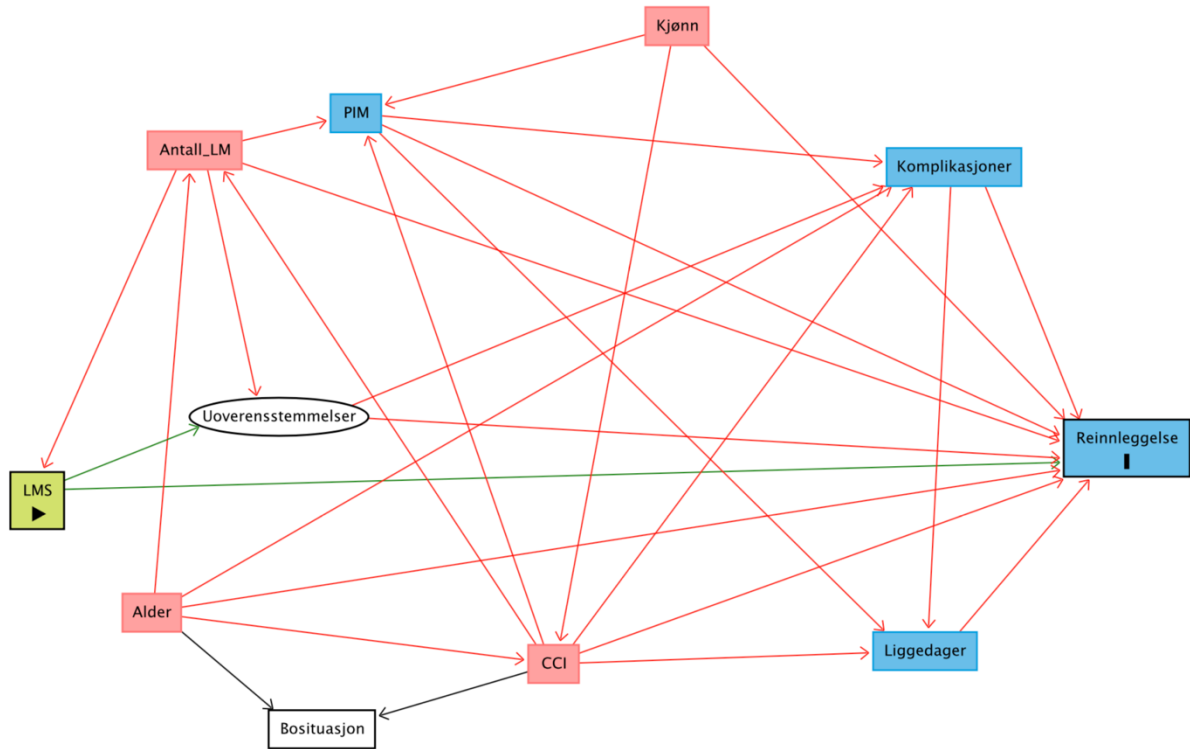 Kjønn
PIM
Antall_LM
Komplikasjoner
Uoverensstemmelser
Reinnleggelse
LMS
Alder
CCI
Liggedager
Bosituasjon